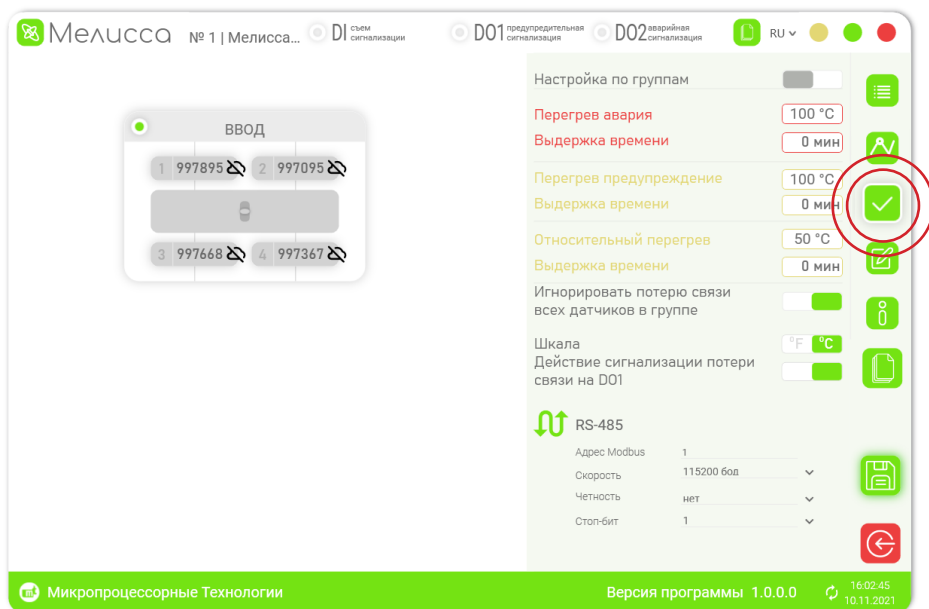 Мелисса № 1 | Мелисса... DI съем сигнализации DO1 предупредительная сигнализация DO2 аварийная сигнализация RU
Настройка по группам
Перегрев авария 100 °C
Выдержка времени 0 мин
Перегрев предупреждение 100 °C
Выдержка времени 0 мин
Относительный перегрев 50 °C
Выдержка времени 0 мин
Игнорировать потерю связи
всех датчиков в группе
Шкала °F °C
Действие сигнализации потери
связи на DO1
RS-485
Адрес Modbus 1
Скорость 115200 бод
Четность нет
Стоп-бит 1
ВВОД
1 997895 2 997095
3 997668 4 997367
Микропроцессорные Технологии Версия программы 1.0.0.0 16:02:45
10.11.2021